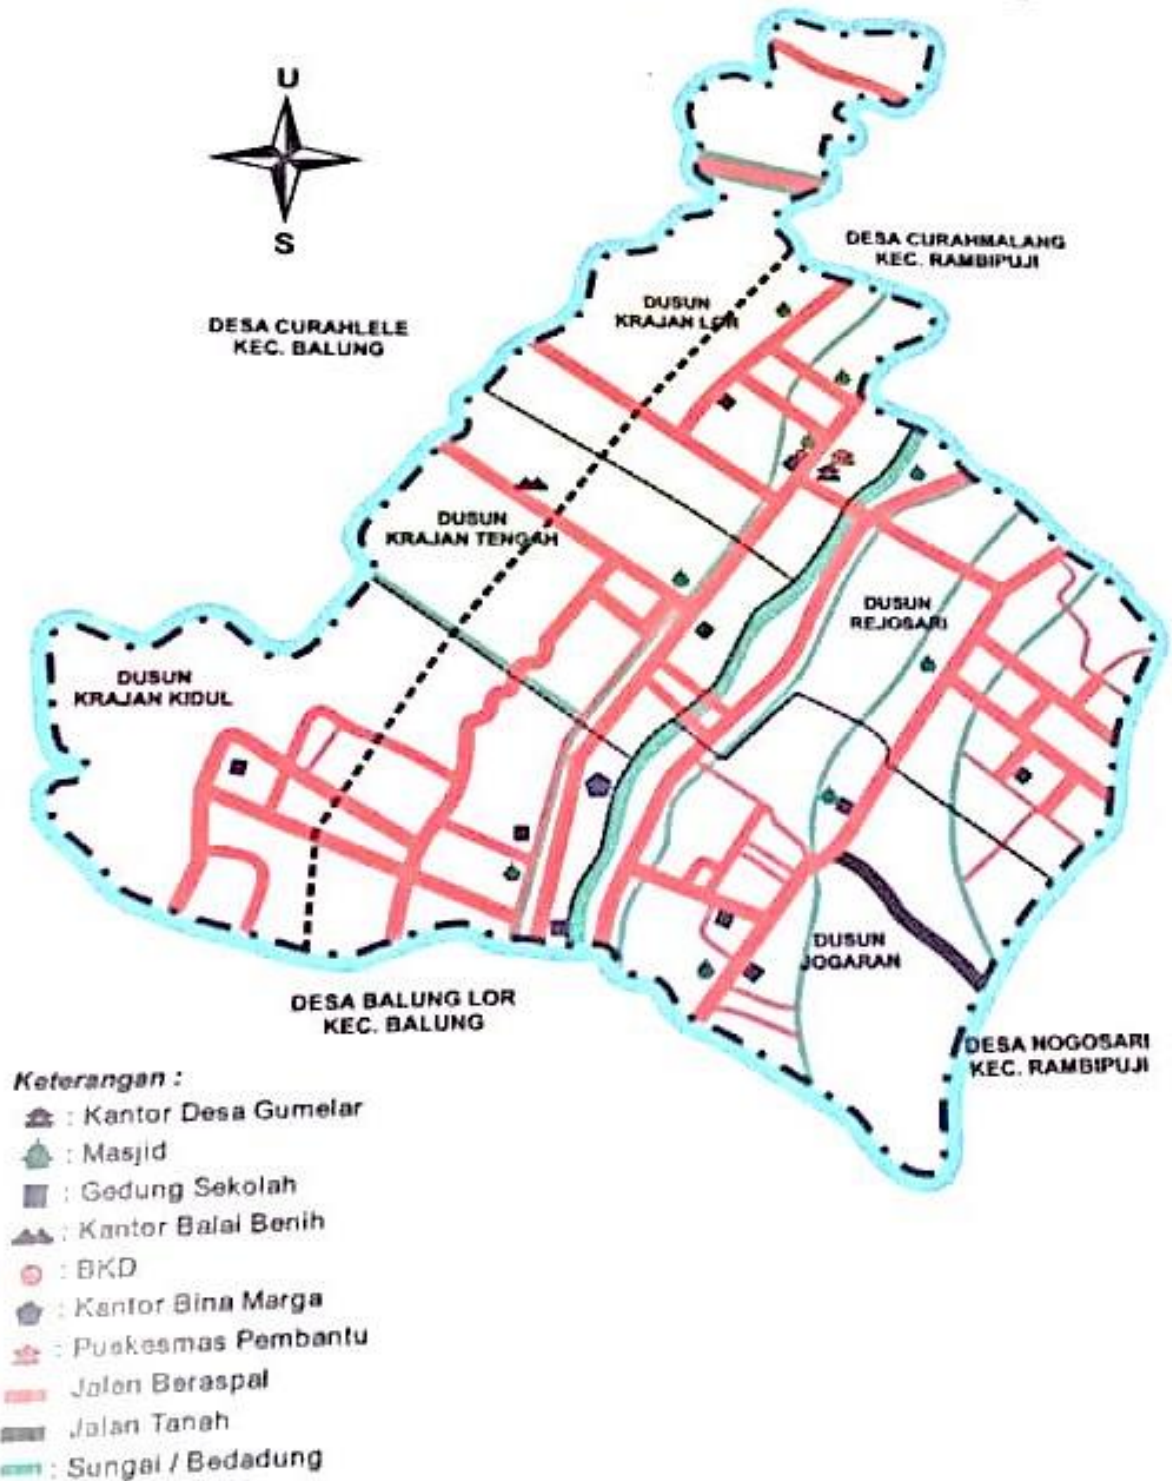 U
S
DESA CURAHMALANG
KEC. RAMBIPUJI
DESA CURAHLELE
KEC. BALUNG
DUSUN
KRAJAN LOR
DUSUN
KRAJAN TENGAH
DUSUN
REJOSARI
DUSUN
KRAJAN KIDUL
DUSUN
JOGARAN
DESA BALUNG LOR
KEC. BALUNG
DESA NOGOSARI
KEC. RAMBIPUJI
Keterangan :
: Kantor Desa Gumelar
: Masjid
: Gedung Sekolah
: Kantor Balai Benih
: BKD
: Kantor Bina Marga
: Puskesmas Pembantu
Jalan Beraspal
Jalan Tanah
: Sungai / Bedadung